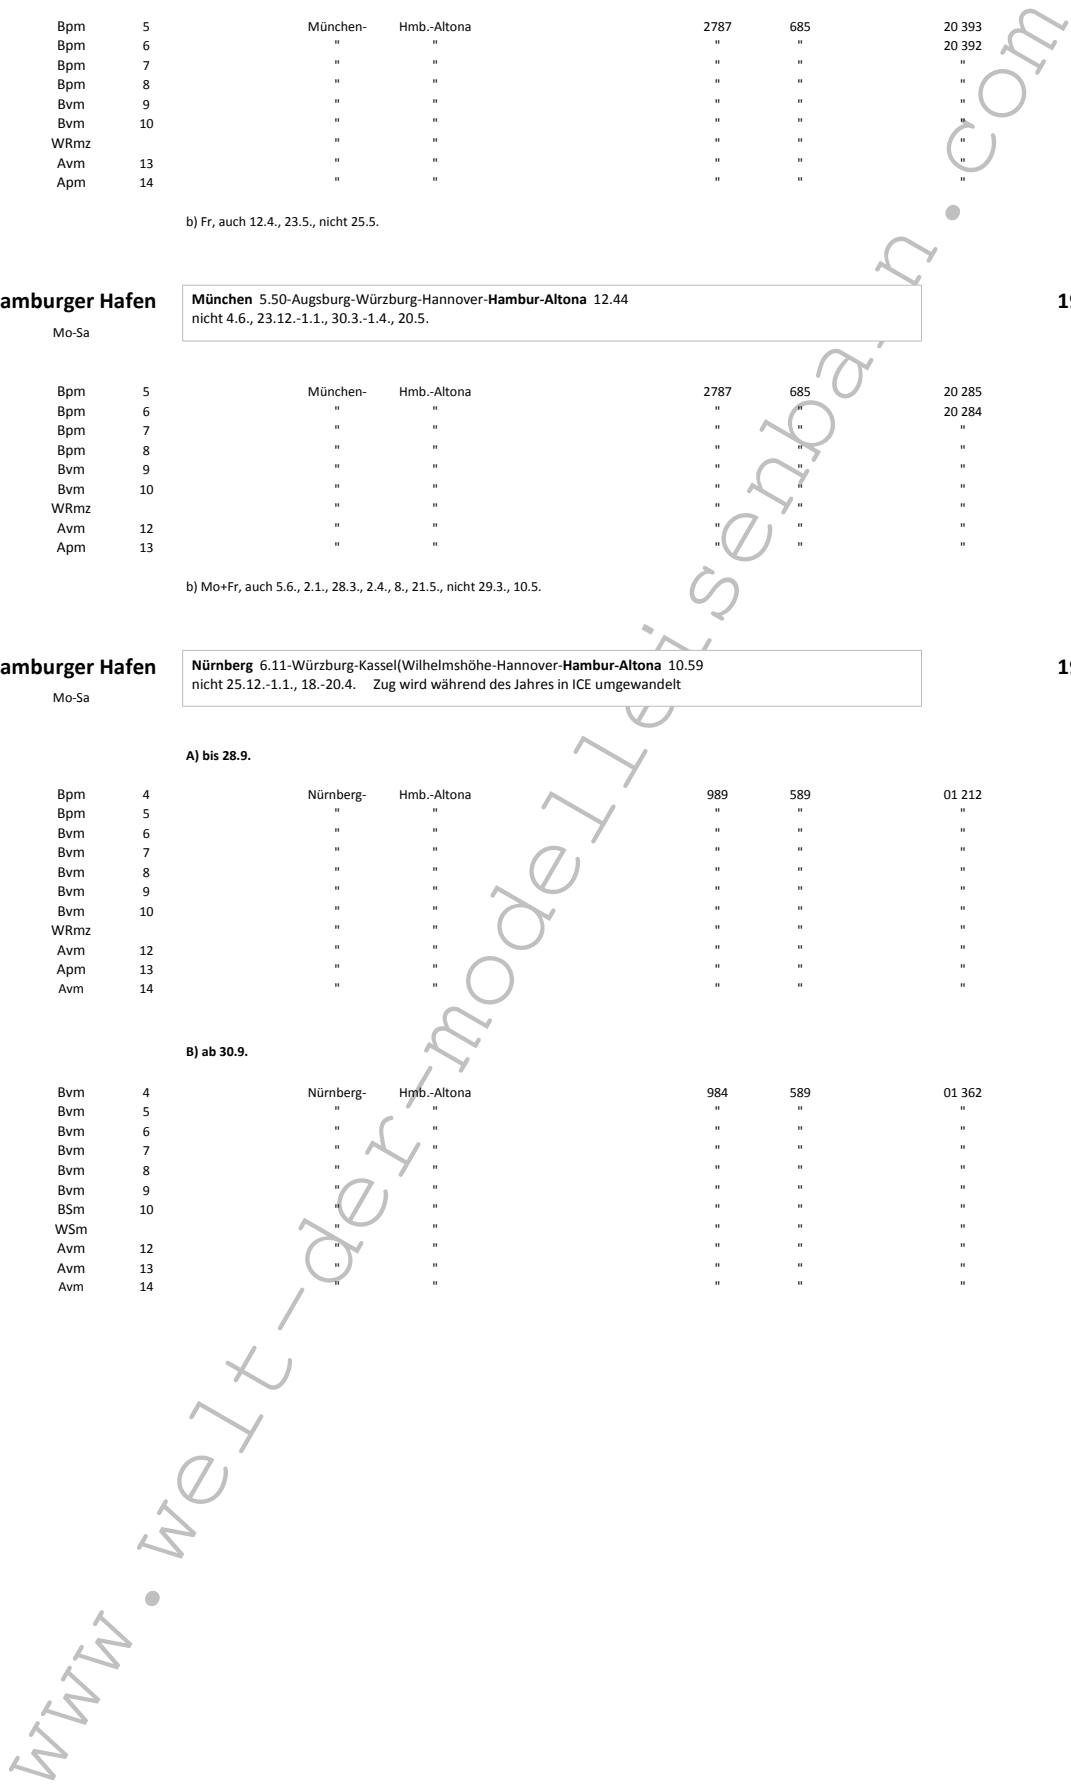 Bpm 5 München- Hmb.-Altona 2787 685 20 393
Bpm 6 " " " " 20 392
Bpm 7 " " " " "
Bpm 8 " " " " "
Bvm 9 " " " " "
Bvm 10 " " " " "
WRmz " " " " "
Avm 13 " " " " "
Apm 14 " " " " "
b) Fr, auch 12.4., 23.5., nicht 25.5.
amburger Hafen München 5.50-Augsburg-Würzburg-Hannover-Hambur-Altona 12.44 19
nicht 4.6., 23.12.-1.1., 30.3.-1.4., 20.5.
Mo-Sa
Bpm 5 München- Hmb.-Altona 2787 685 20 285
Bpm 6 " " " " 20 284
Bpm 7 " " " " "
Bpm 8 " " " " "
Bvm 9 " " " " "
Bvm 10 " " " " "
WRmz " " " " "
Avm 12 " " " " "
Apm 13 " " " " "
b) Mo+Fr, auch 5.6., 2.1., 28.3., 2.4., 8., 21.5., nicht 29.3., 10.5.
amburger Hafen Nürnberg 6.11-Würzburg-Kassel(Wilhelmshöhe-Hannover-Hambur-Altona 10.59 19
nicht 25.12.-1.1., 18.-20.4. Zug wird während des Jahres in ICE umgewandelt
Mo-Sa
A) bis 28.9.
Bpm 4 Nürnberg- Hmb.-Altona 989 589 01 212
Bpm 5 " " " " "
Bvm 6 " " " " "
Bvm 7 " " " " "
Bvm 8 " " " " "
Bvm 9 " " " " "
Bvm 10 " " " " "
WRmz " " " " "
Avm 12 " " " " "
Apm 13 " " " " "
Avm 14 " " " " "
B) ab 30.9.
Bvm 4 Nürnberg- Hmb.-Altona 984 589 01 362
Bvm 5 " " " " "
Bvm 6 " " " " "
Bvm 7 " " " " "
Bvm 8 " " " " "
Bvm 9 " " " " "
BSm 10 " " " " "
WSm " " " " "
Avm 12 " " " " "
Avm 13 " " " " "
Avm 14 " " " " "
www.welt-der-modelleisenbahn.com